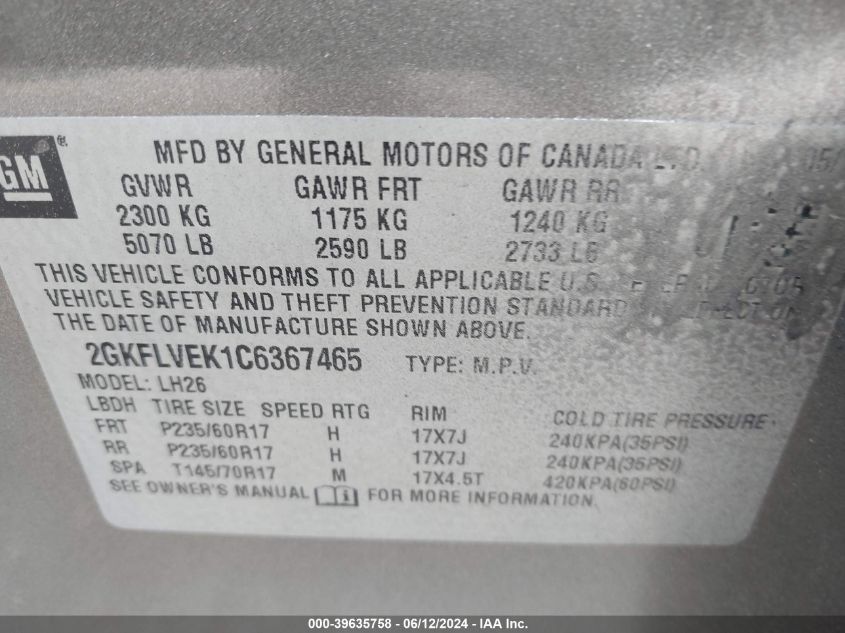 GM ®
MFD BY GENERAL MOTORS OF CANADA LTD 05/
GVWR GAWR FRT GAWR RR
2300 KG 1175 KG 1240 KG
5070 LB 2590 LB 2733 LB
THIS VEHICLE CONFORMS TO ALL APPLICABLE U.S.
VEHICLE SAFETY AND THEFT PREVENTION STANDARD
THE DATE OF MANUFACTURE SHOWN ABOVE.
2GKFLVEK1C6367465 TYPE: M.P.V.
MODEL: LH26
LBDH TIRE SIZE SPEED RTG RIM COLD TIRE PRESSURE
FRT P235/60R17 H 17X7J 240KPA(35PSI)
RR P235/60R17 H 17X7J 240KPA(35PSI)
SPA T145/70R17 M 17X4.5T 420KPA(60PSI)
SEE OWNER'S MANUAL FOR MORE INFORMATION.
000-39635758 - 06/12/2024 - IAA Inc.